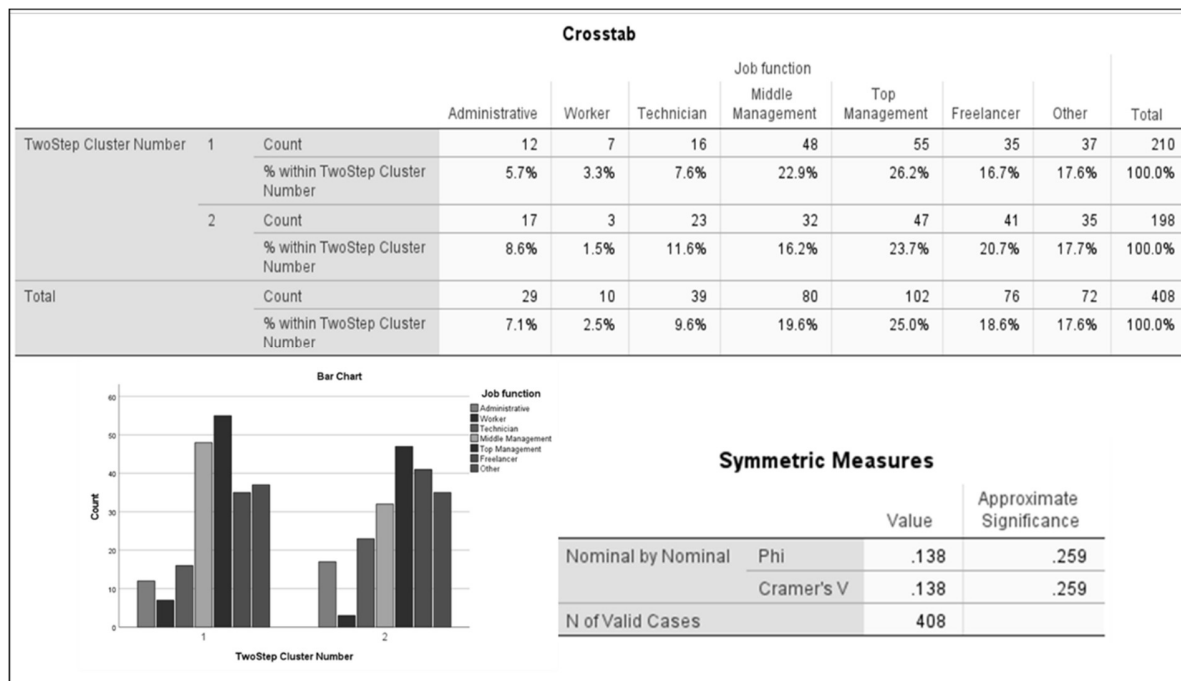 Crosstab
Job function
Administrative Worker Technician Middle Management Top Management Freelancer Other Total
TwoStep Cluster Number 1 Count 12 7 16 48 55 35 37 210
% within TwoStep Cluster Number 5.7% 3.3% 7.6% 22.9% 26.2% 16.7% 17.6% 100.0%
2 Count 17 3 23 32 47 41 35 198
% within TwoStep Cluster Number 8.6% 1.5% 11.6% 16.2% 23.7% 20.7% 17.7% 100.0%
Total Count 29 10 39 80 102 76 72 408
% within TwoStep Cluster Number 7.1% 2.5% 9.6% 19.6% 25.0% 18.6% 17.6% 100.0%
Bar Chart
60
50
40
30
20
10
0
Count
1 2
TwoStep Cluster Number
Job function
Administrative
Worker
Technician
Middle Management
Top Management
Freelancer
Other
Symmetric Measures
Value Approximate Significance
Nominal by Nominal Phi .138 .259
Cramer's V .138 .259
N of Valid Cases 408